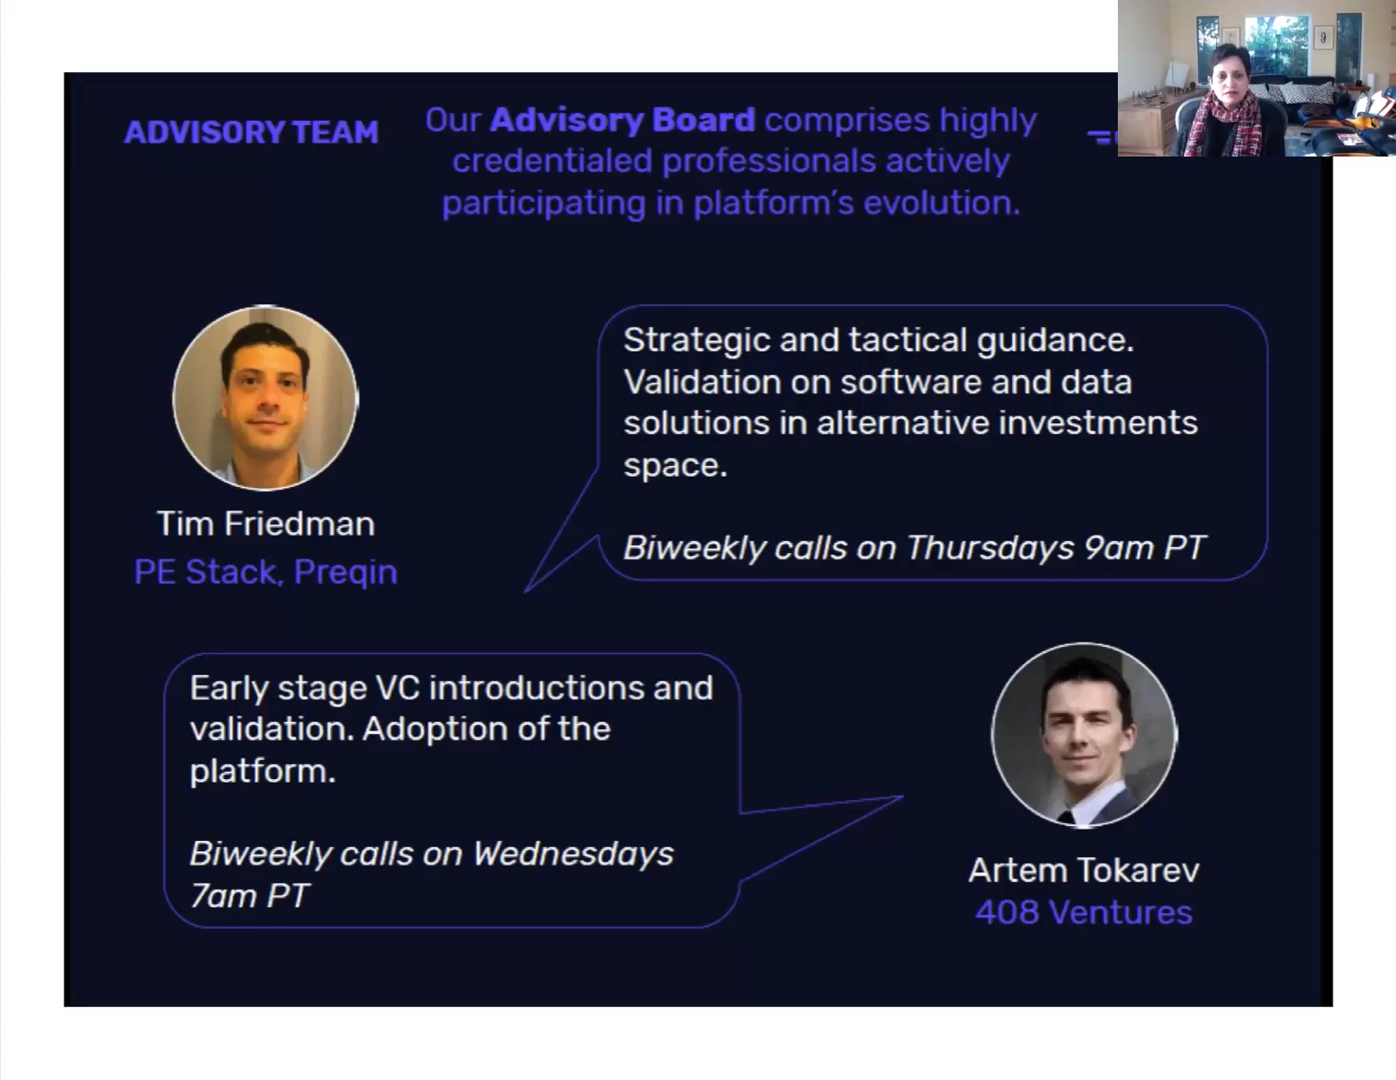 ADVISORY TEAM
Our Advisory Board comprises highly
credentialed professionals actively
participating in platform's evolution.
Strategic and tactical guidance.
Validation on software and data
solutions in alternative investments
space.
Biweekly calls on Thursdays 9am PT
Tim Friedman
PE Stack, Preqin
Early stage VC introductions and
validation. Adoption of the
platform.
Biweekly calls on Wednesdays
7am PT
Artem Tokarev
408 Ventures